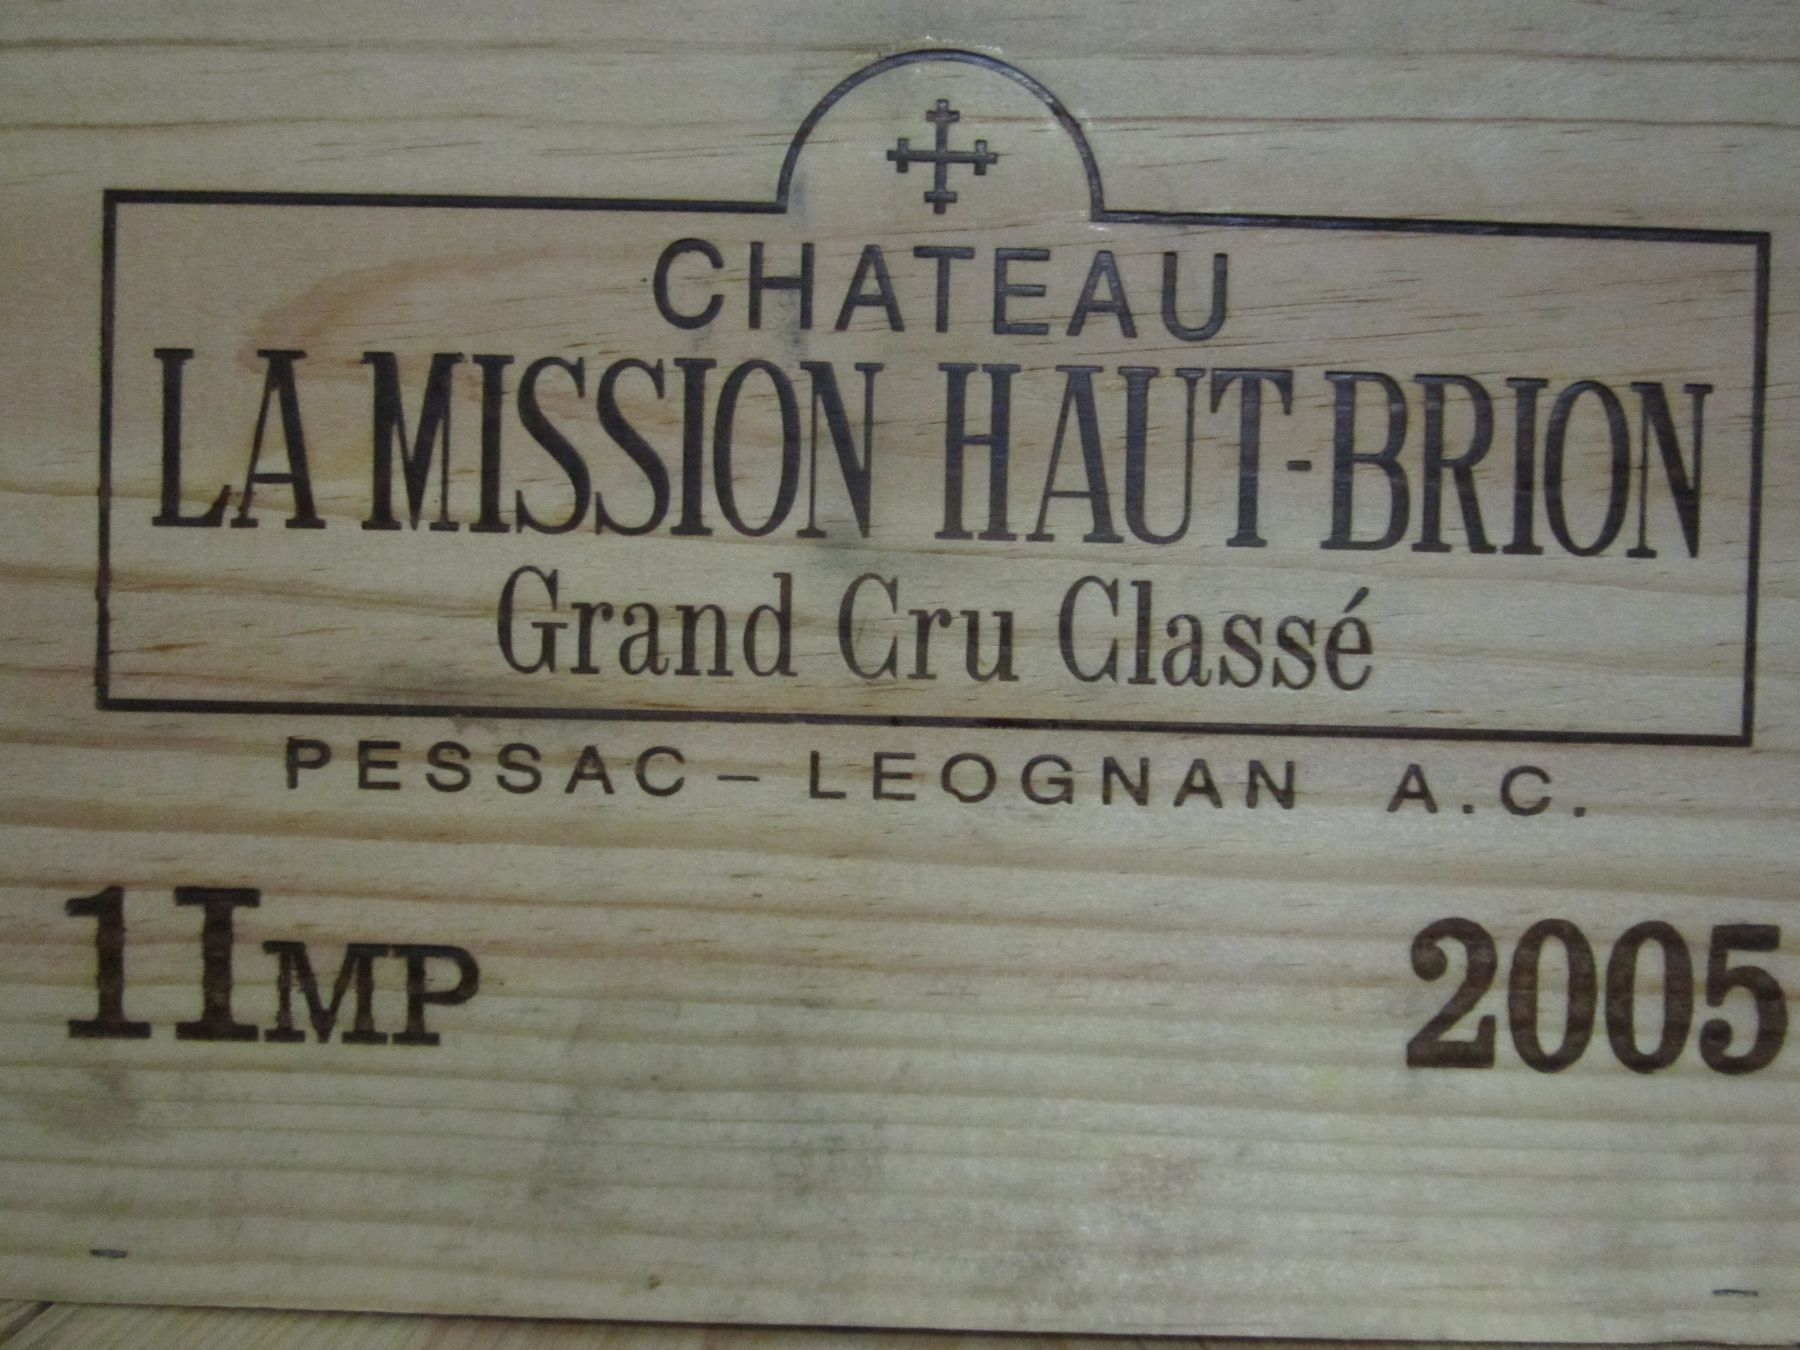 CHATEAU
LA MISSION HAUT-BRION
Grand Cru Classé
PESSAC – LEOGNAN A.C.
1 IMP 2005